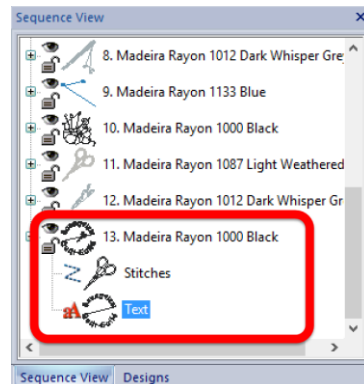 Sequence View
8. Madeira Rayon 1012 Dark Whisper Grey
9. Madeira Rayon 1133 Blue
10. Madeira Rayon 1000 Black
11. Madeira Rayon 1087 Light Weathered
12. Madeira Rayon 1012 Dark Whisper Gr
13. Madeira Rayon 1000 Black
Stitches
aA Text
Sequence View Designs